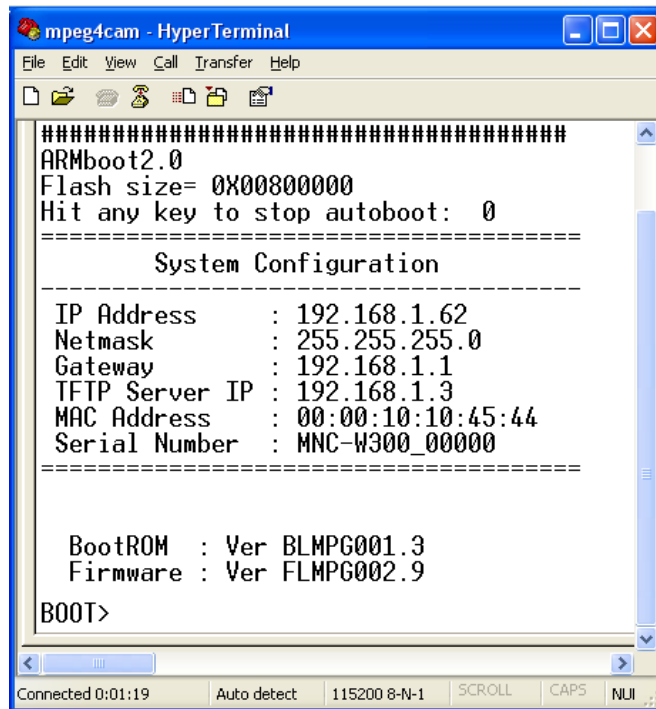 mpeg4cam - HyperTerminal
File Edit View Call Transfer Help
######################################
ARMboot2.0
Flash size= 0X00800000
Hit any key to stop autoboot:  0
======================================
System Configuration
--------------------------------------
IP Address     : 192.168.1.62
Netmask        : 255.255.255.0
Gateway        : 192.168.1.1
TFTP Server IP : 192.168.1.3
MAC Address    : 00:00:10:10:45:44
Serial Number  : MNC-W300_00000
======================================
BootROM  : Ver BLMPG001.3
Firmware : Ver FLMPG002.9
BOOT>
Connected 0:01:19 Auto detect 115200 8-N-1 SCROLL CAPS NUI